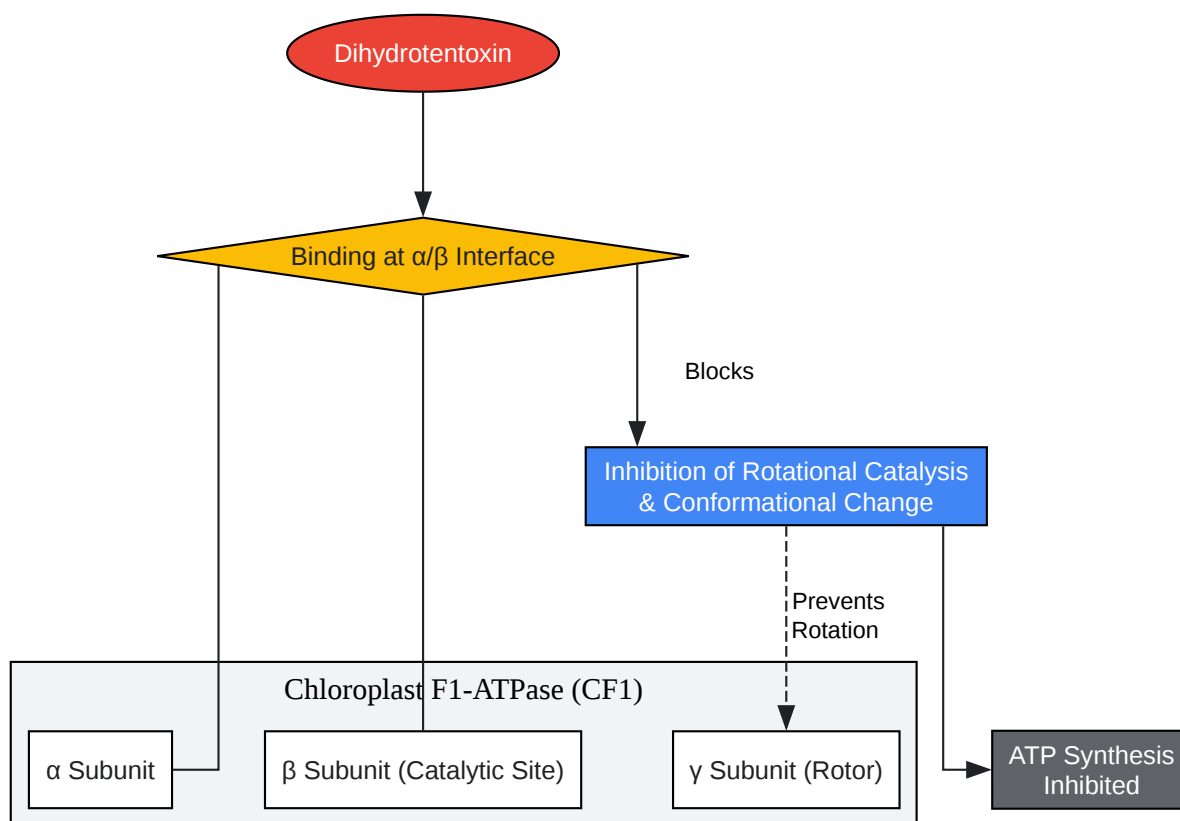 Dihydrotentoxin
Binding at α/β Interface
Blocks
Inhibition of Rotational Catalysis
& Conformational Change
Prevents
Rotation
Chloroplast F1-ATPase (CF1)
α Subunit
β Subunit (Catalytic Site)
γ Subunit (Rotor)
ATP Synthesis
Inhibited